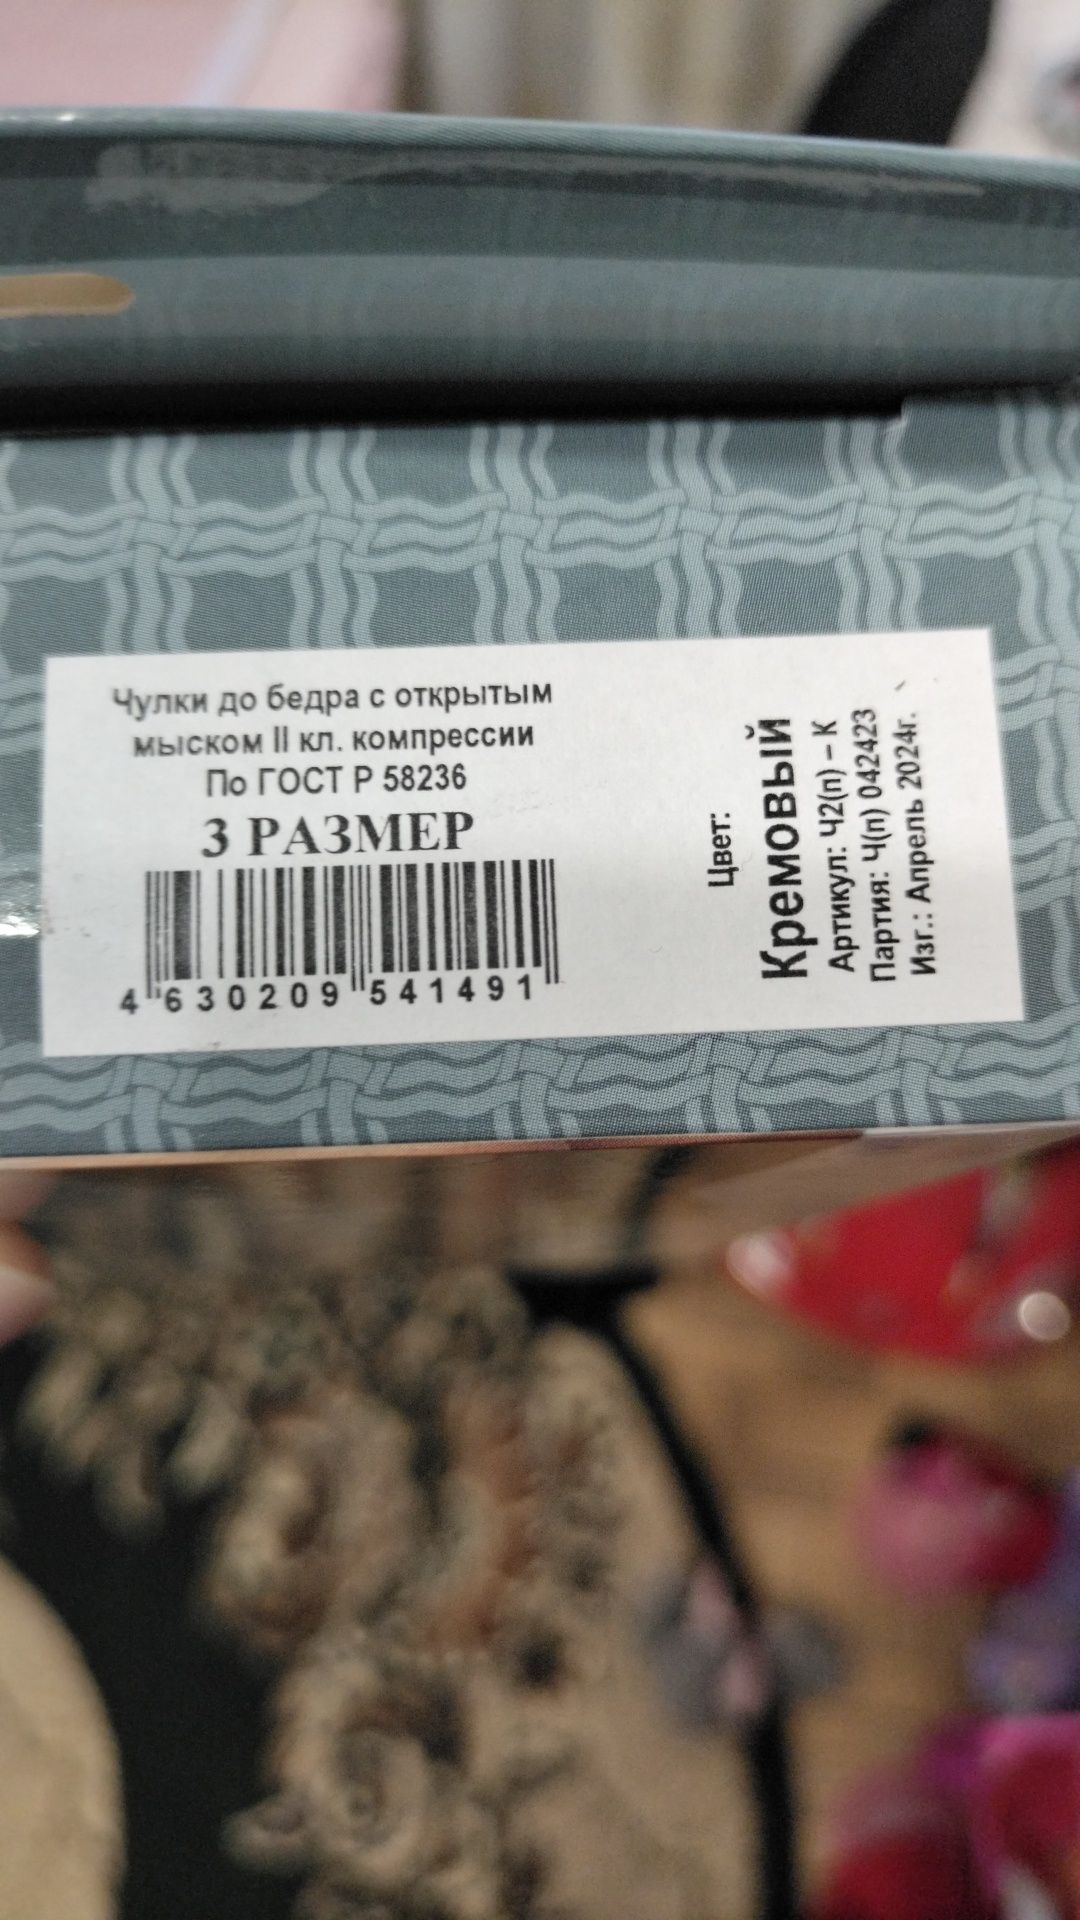 Чулки до бедра с открытым
мыском II кл. компрессии
По ГОСТ Р 58236
3 РАЗМЕР
4 630209 541491
Цвет:
Кремовый
Артикул: Ч2(п) – К
Партия: Ч(п) 042423
Изг.: Апрель 2024г.